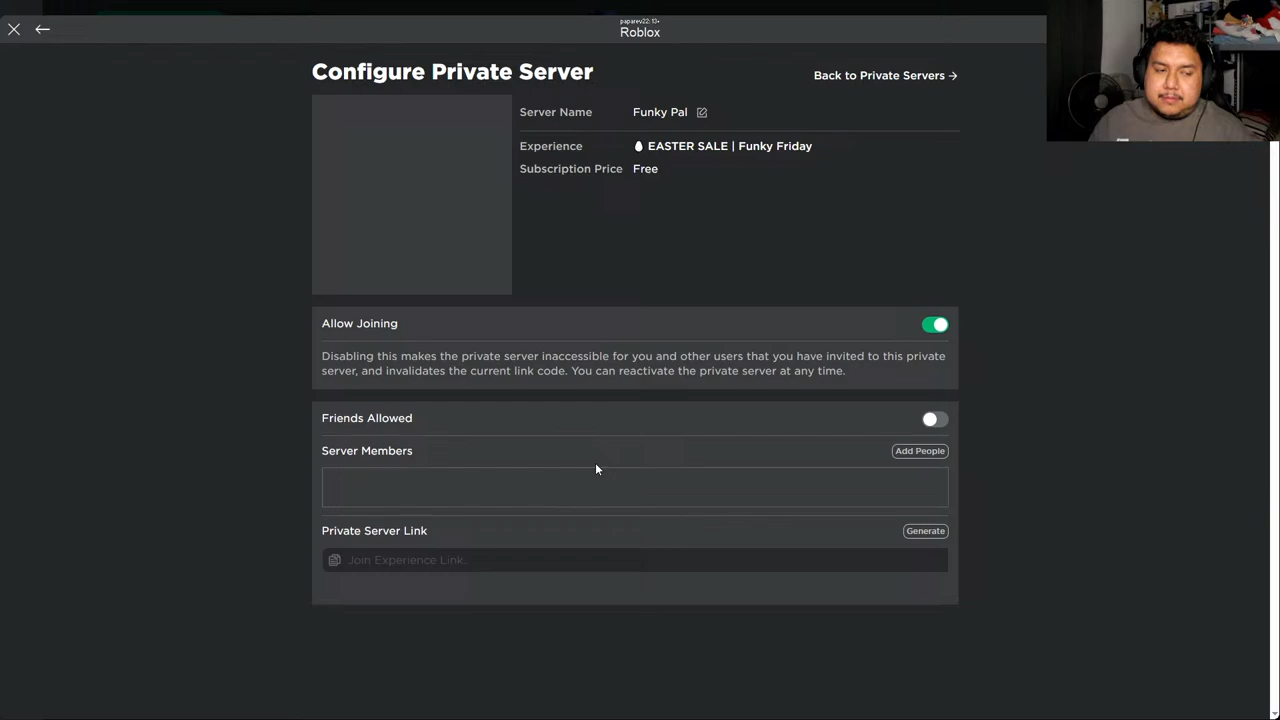 paparev22: 13+
Roblox
Configure Private Server
Back to Private Servers →
Server Name Funky Pal
Experience EASTER SALE | Funky Friday
Subscription Price Free
Allow Joining
Disabling this makes the private server inaccessible for you and other users that you have invited to this private
server, and invalidates the current link code. You can reactivate the private server at any time.
Friends Allowed
Server Members Add People
Private Server Link Generate
Join Experience Link.